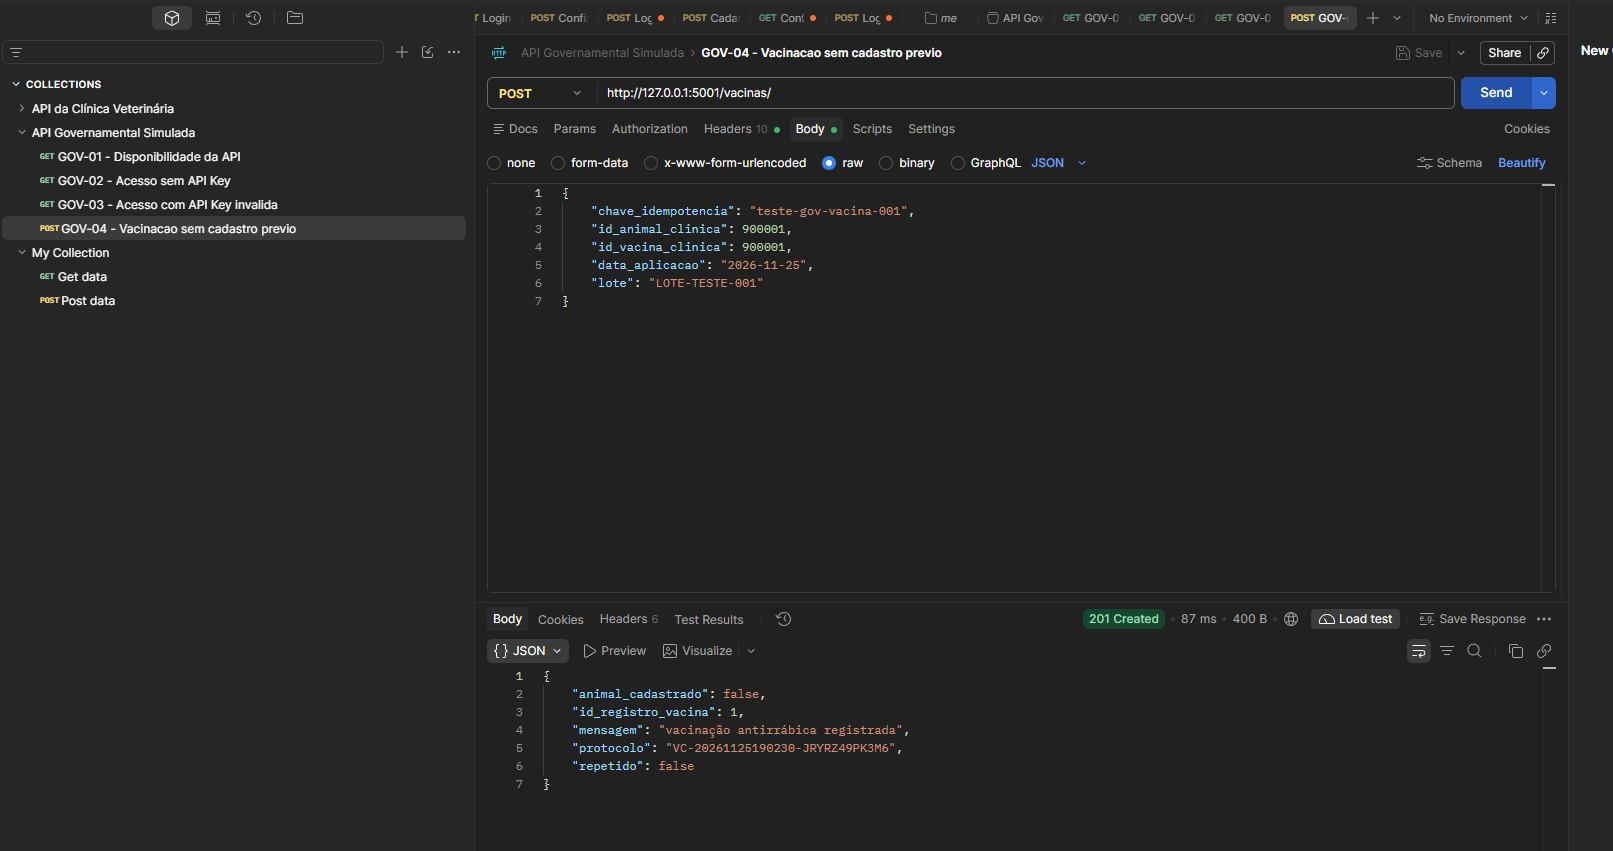 Login
POST Confi
POST Log
POST Cada
GET Conf
POST Log
me
API Gov
GET GOV-0
GET GOV-0
GET GOV-0
POST GOV-
No Environment
New
API Governamental Simulada > GOV-04 - Vacinacao sem cadastro previo
Save
Share
COLLECTIONS
API da Clínica Veterinária
API Governamental Simulada
GET GOV-01 - Disponibilidade da API
GET GOV-02 - Acesso sem API Key
GET GOV-03 - Acesso com API Key invalida
POST GOV-04 - Vacinacao sem cadastro previo
My Collection
GET Get data
POST Post data
POST http://127.0.0.1:5001/vacinas/
Send
Docs Params Authorization Headers 10 Body Scripts Settings Cookies
none form-data x-www-form-urlencoded raw binary GraphQL JSON Schema Beautify
1 {
2 "chave_idempotencia": "teste-gov-vacina-001",
3 "id_animal_clinica": 900001,
4 "id_vacina_clinica": 900001,
5 "data_aplicacao": "2026-11-25",
6 "lote": "LOTE-TESTE-001"
7 }
Body Cookies Headers 6 Test Results 201 Created 87 ms 400 B Load test e.g. Save Response
{} JSON Preview Visualize
1 {
2 "animal_cadastrado": false,
3 "id_registro_vacina": 1,
4 "mensagem": "vacinação antirrábica registrada",
5 "protocolo": "VC-20261125190230-JRYRZ49PK3M6",
6 "repetido": false
7 }